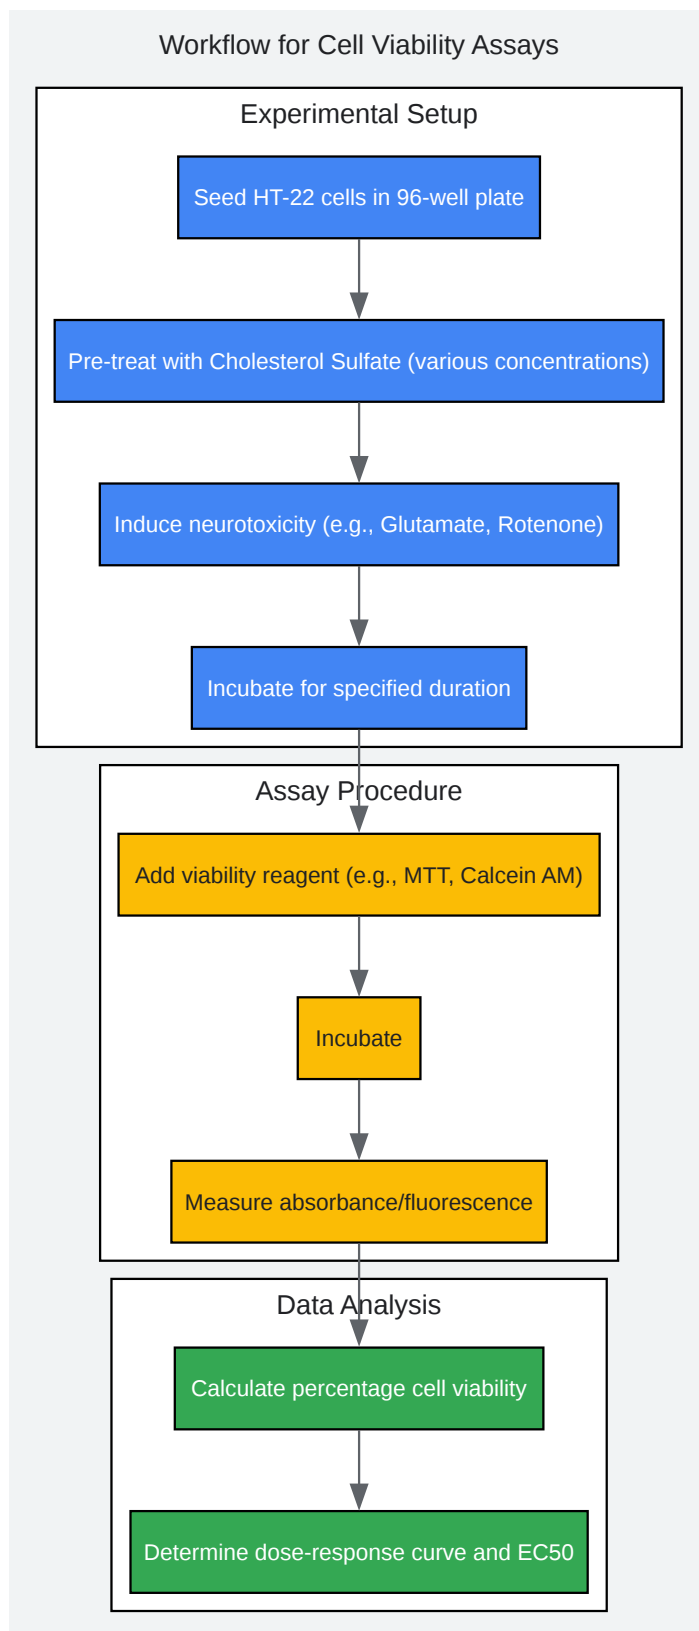 Workflow for Cell Viability Assays
Experimental Setup
Seed HT-22 cells in 96-well plate
Pre-treat with Cholesterol Sulfate (various concentrations)
Induce neurotoxicity (e.g., Glutamate, Rotenone)
Incubate for specified duration
Assay Procedure
Add viability reagent (e.g., MTT, Calcein AM)
Incubate
Measure absorbance/fluorescence
Data Analysis
Calculate percentage cell viability
Determine dose-response curve and EC50